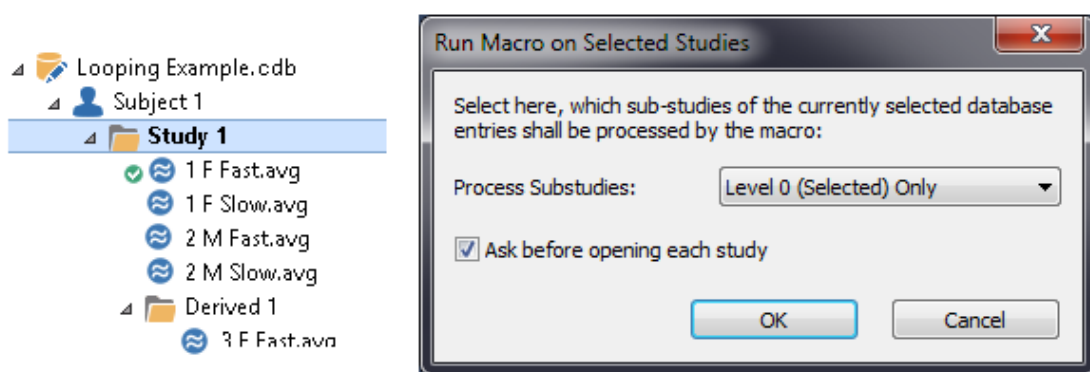 Looping Example.cdb
Subject 1
Study 1
1 F Fast.avg
1 F Slow.avg
2 M Fast.avg
2 M Slow.avg
Derived 1
3 F Fast.avg
Run Macro on Selected Studies
Select here, which sub-studies of the currently selected database
entries shall be processed by the macro:
Process Substudies: Level 0 (Selected) Only
Ask before opening each study
OK Cancel